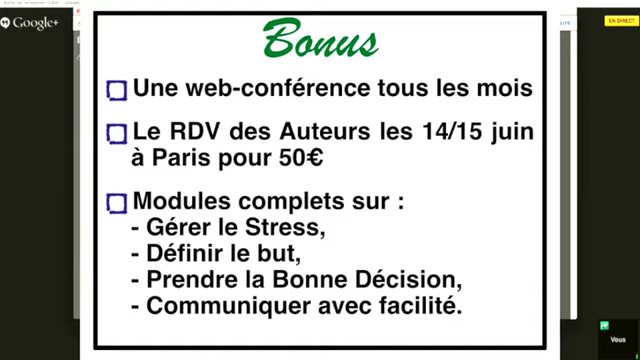 Google+
EN DIRECT
Bonus
Une web-conférence tous les mois
Le RDV des Auteurs les 14/15 juin
à Paris pour 50€
Modules complets sur :
- Gérer le Stress,
- Définir le but,
- Prendre la Bonne Décision,
- Communiquer avec facilité.
Vous